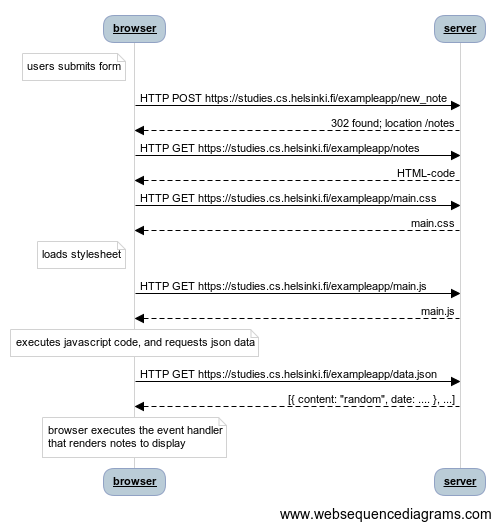 browser server
users submits form
HTTP POST https://studies.cs.helsinki.fi/exampleapp/new_note
302 found; location /notes
HTTP GET https://studies.cs.helsinki.fi/exampleapp/notes
HTML-code
HTTP GET https://studies.cs.helsinki.fi/exampleapp/main.css
main.css
loads stylesheet
HTTP GET https://studies.cs.helsinki.fi/exampleapp/main.js
main.js
executes javascript code, and requests json data
HTTP GET https://studies.cs.helsinki.fi/exampleapp/data.json
[{ content: "random", date: .... }, ...]
browser executes the event handler
that renders notes to display
browser server
www.websequencediagrams.com